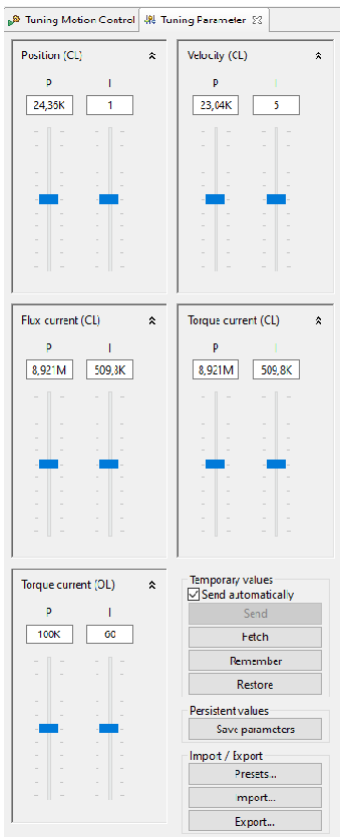 Tuning Motion Control Tuning Parameter
Position (CL)
P I
24,36K 1
Velocity (CL)
P I
23,04K 5
Flux current (CL)
P I
8,921M 509,8K
Torque current (CL)
P I
8,921M 509,8K
Torque current (OL)
P I
100K 60
Temporary values
Send automatically
Send
Fetch
Remember
Restore
Persistent values
Save parameters
Import / Export
Presets...
Import...
Export...